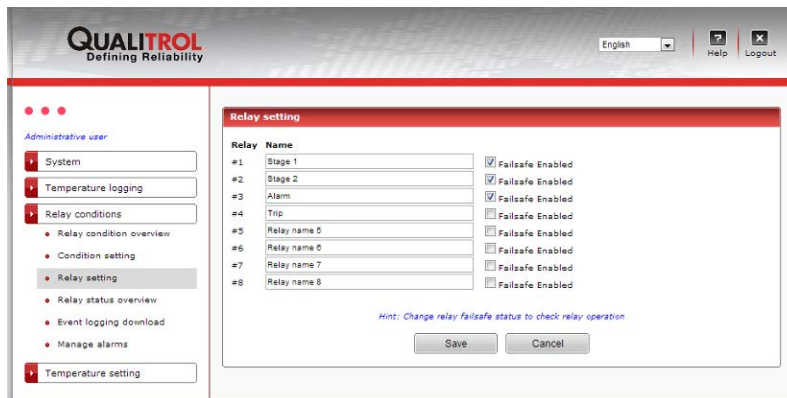 QUALITROL
Defining Reliability
English
Help
Logout
Administrative user
System
Temperature logging
Relay conditions
Relay condition overview
Condition setting
Relay setting
Relay status overview
Event logging download
Manage alarms
Temperature setting
Relay setting
Relay Name
#1 Stage 1 Failsafe Enabled
#2 Stage 2 Failsafe Enabled
#3 Alarm Failsafe Enabled
#4 Trip Failsafe Enabled
#5 Relay name 5 Failsafe Enabled
#6 Relay name 6 Failsafe Enabled
#7 Relay name 7 Failsafe Enabled
#8 Relay name 8 Failsafe Enabled
Hint: Change relay failsafe status to check relay operation
Save Cancel